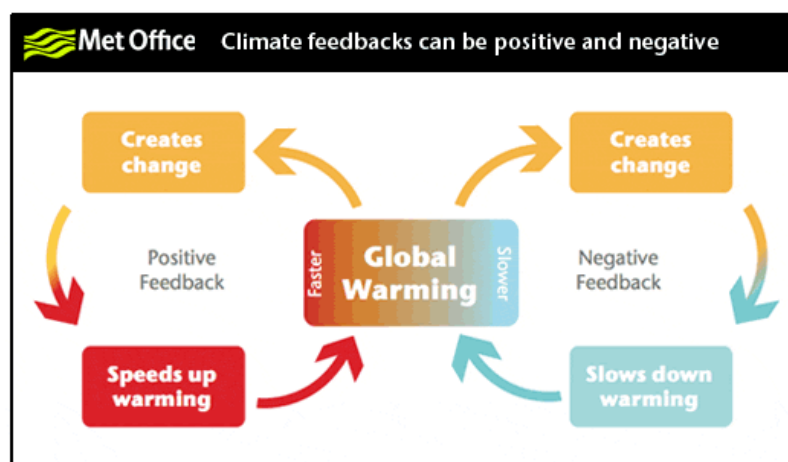 Met Office Climate feedbacks can be positive and negative
Creates
change
Creates
change
Positive
Feedback
Faster
Global
Warming
Slower
Negative
Feedback
Speeds up
warming
Slows down
warming